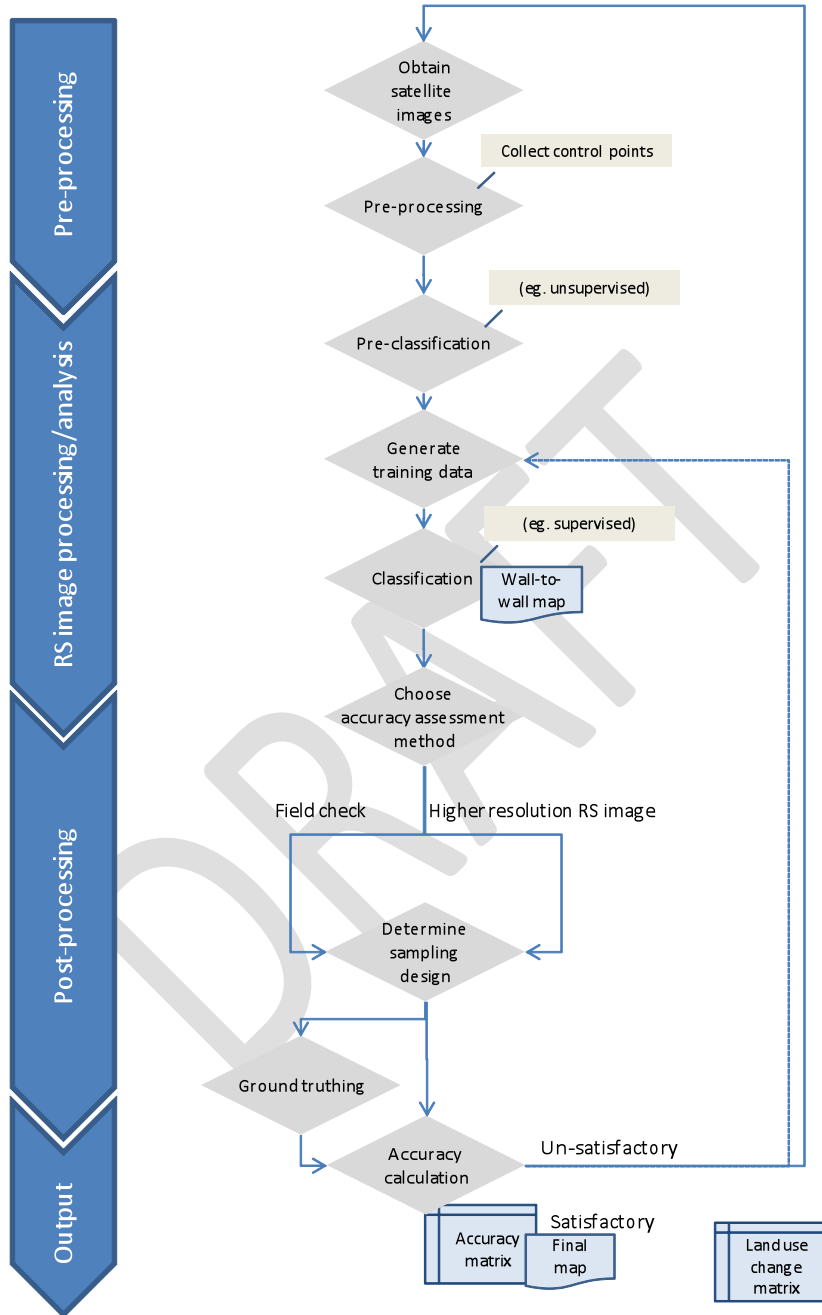 Pre-processing
RS image processing/analysis
Post-processing
Output
Obtain
satellite
images
Collect control points
Pre-processing
(eg. unsupervised)
Pre-classification
Generate
training data
(eg. supervised)
Classification
Wall-to-
wall map
Choose
accuracy assessment
method
Field check
Higher resolution RS image
Determine
sampling
design
Ground truthing
Accuracy
calculation
Un-satisfactory
Satisfactory
Accuracy
matrix
Final
map
Land use
change
matrix
DRAFT